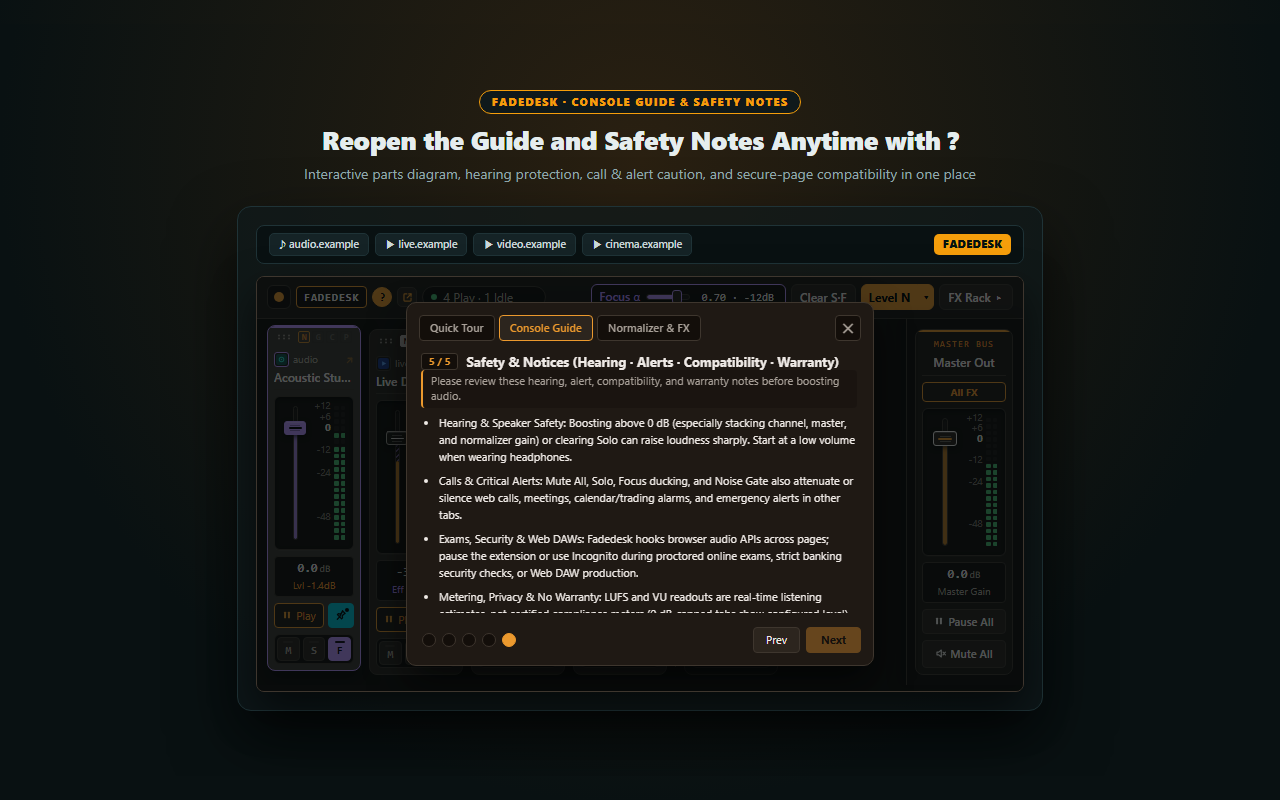 FADEDESK · CONSOLE GUIDE & SAFETY NOTES
Reopen the Guide and Safety Notes Anytime with ?
Interactive parts diagram, hearing protection, call & alert caution, and secure-page compatibility in one place
♪ audio.example
▶ live.example
▶ video.example
▶ cinema.example
FADEDESK
FADEDESK
?
4 Play · 1 Idle
Focus α
0.70 · -12dB
Clear S·F
Level N
FX Rack ▸
Quick Tour
Console Guide
Normalizer & FX
5 / 5
Safety & Notices (Hearing · Alerts · Compatibility · Warranty)
Please review these hearing, alert, compatibility, and warranty notes before boosting
audio.
• Hearing & Speaker Safety: Boosting above 0 dB (especially stacking channel, master,
and normalizer gain) or clearing Solo can raise loudness sharply. Start at a low volume
when wearing headphones.
• Calls & Critical Alerts: Mute All, Solo, Focus ducking, and Noise Gate also attenuate or
silence web calls, meetings, calendar/trading alarms, and emergency alerts in other
tabs.
• Exams, Security & Web DAWs: Fadedesk hooks browser audio APIs across pages;
pause the extension or use Incognito during proctored online exams, strict banking
security checks, or Web DAW production.
• Metering, Privacy & No Warranty: LUFS and VU readouts are real-time listening
Prev
Next
N
audio
Acoustic Stu...
+12
+6
0
-12
-24
-48
0.0 dB
Lvl -1.4dB
Play
M
S
F
live
Live D
Eff
M
MASTER BUS
Master Out
All FX
+12
+6
0
-12
-24
-48
0.0 dB
Master Gain
Pause All
Mute All